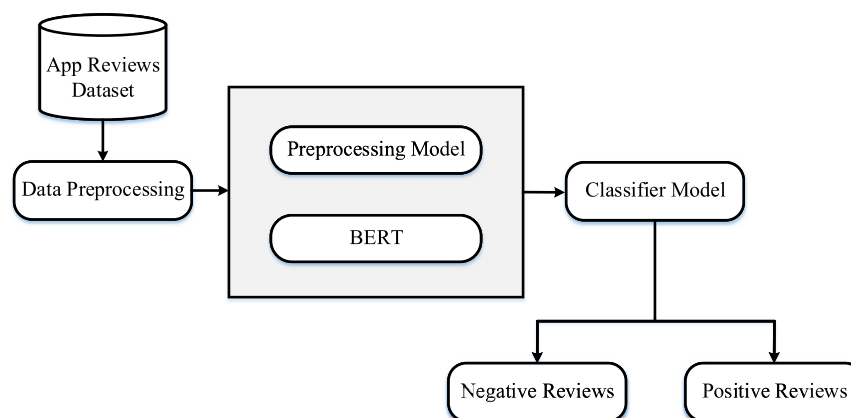 App Reviews
Dataset
Data Preprocessing
Preprocessing Model
BERT
Classifier Model
Negative Reviews
Positive Reviews